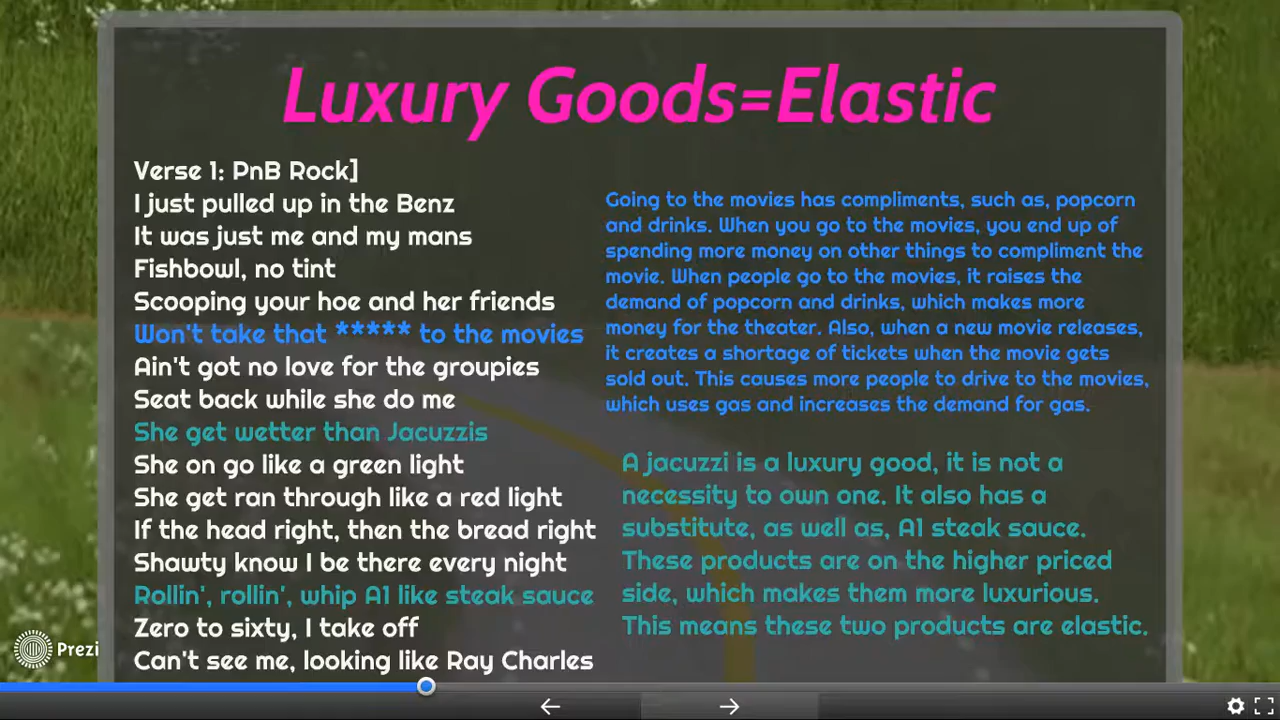 Luxury Goods=Elastic
Verse 1: PnB Rock]
I just pulled up in the Benz
It was just me and my mans
Fishbowl, no tint
Scooping your hoe and her friends
Won't take that ***** to the movies
Ain't got no love for the groupies
Seat back while she do me
She get wetter than Jacuzzis
She on go like a green light
She get ran through like a red light
If the head right, then the bread right
Shawty know I be there every night
Rollin', rollin', whip A1 like steak sauce
Zero to sixty, I take off
Can't see me, looking like Ray Charles
Going to the movies has compliments, such as, popcorn
and drinks. When you go to the movies, you end up of
spending more money on other things to compliment the
movie. When people go to the movies, it raises the
demand of popcorn and drinks, which makes more
money for the theater. Also, when a new movie releases,
it creates a shortage of tickets when the movie gets
sold out. This causes more people to drive to the movies,
which uses gas and increases the demand for gas.
A jacuzzi is a luxury good, it is not a
necessity to own one. It also has a
substitute, as well as, A1 steak sauce.
These products are on the higher priced
side, which makes them more luxurious.
This means these two products are elastic.
Prezi